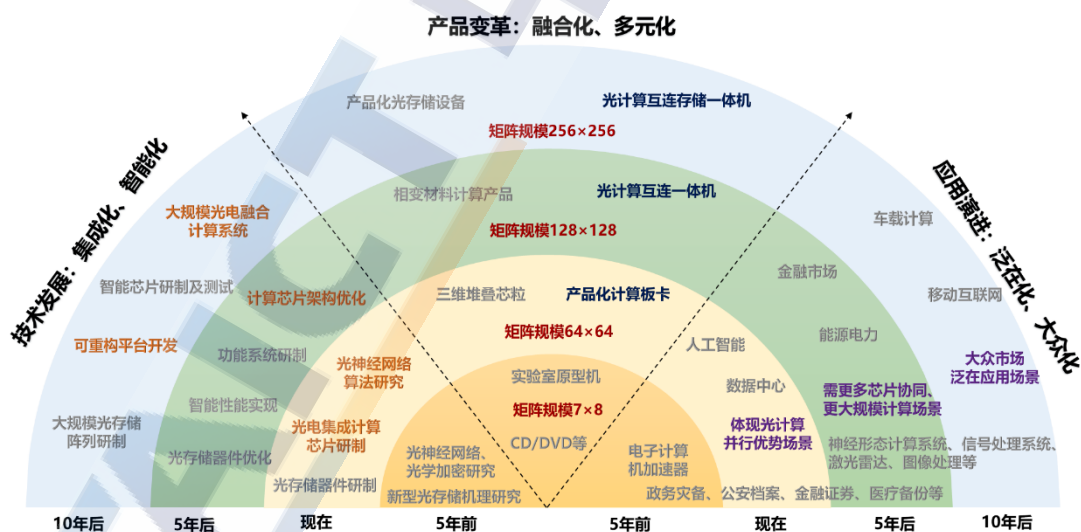 产品变革：融合化、多元化
技术发展：集成化、智能化
应用演进：泛在化、大众化
产品化光存储设备
光计算互连存储一体机
矩阵规模256×256
相变材料计算产品
光计算互连一体机
矩阵规模128×128
三维堆叠芯粒
产品化计算板卡
矩阵规模64×64
实验室原型机
矩阵规模7×8
CD/DVD等
大规模光电融合
计算系统
智能芯片研制及测试
可重构平台开发
大规模光存储
阵列研制
计算芯片架构优化
功能系统研制
智能性能实现
光存储器件优化
光神经网络
算法研究
光电集成计算
芯片研制
光存储器件研制
光神经网络、
光学加密研究
新型光存储机理研究
电子计算
机加速器
人工智能
数据中心
体现光计算
并行优势场景
金融市场
能源电力
需更多芯片协同、
更大规模计算场景
车载计算
移动互联网
大众市场
泛在应用场景
神经形态计算系统、信号处理系统、
激光雷达、图像处理等
政务灾备、公安档案、金融证券、医疗备份等
10年后
5年后
现在
5年前
5年前
现在
5年后
10年后